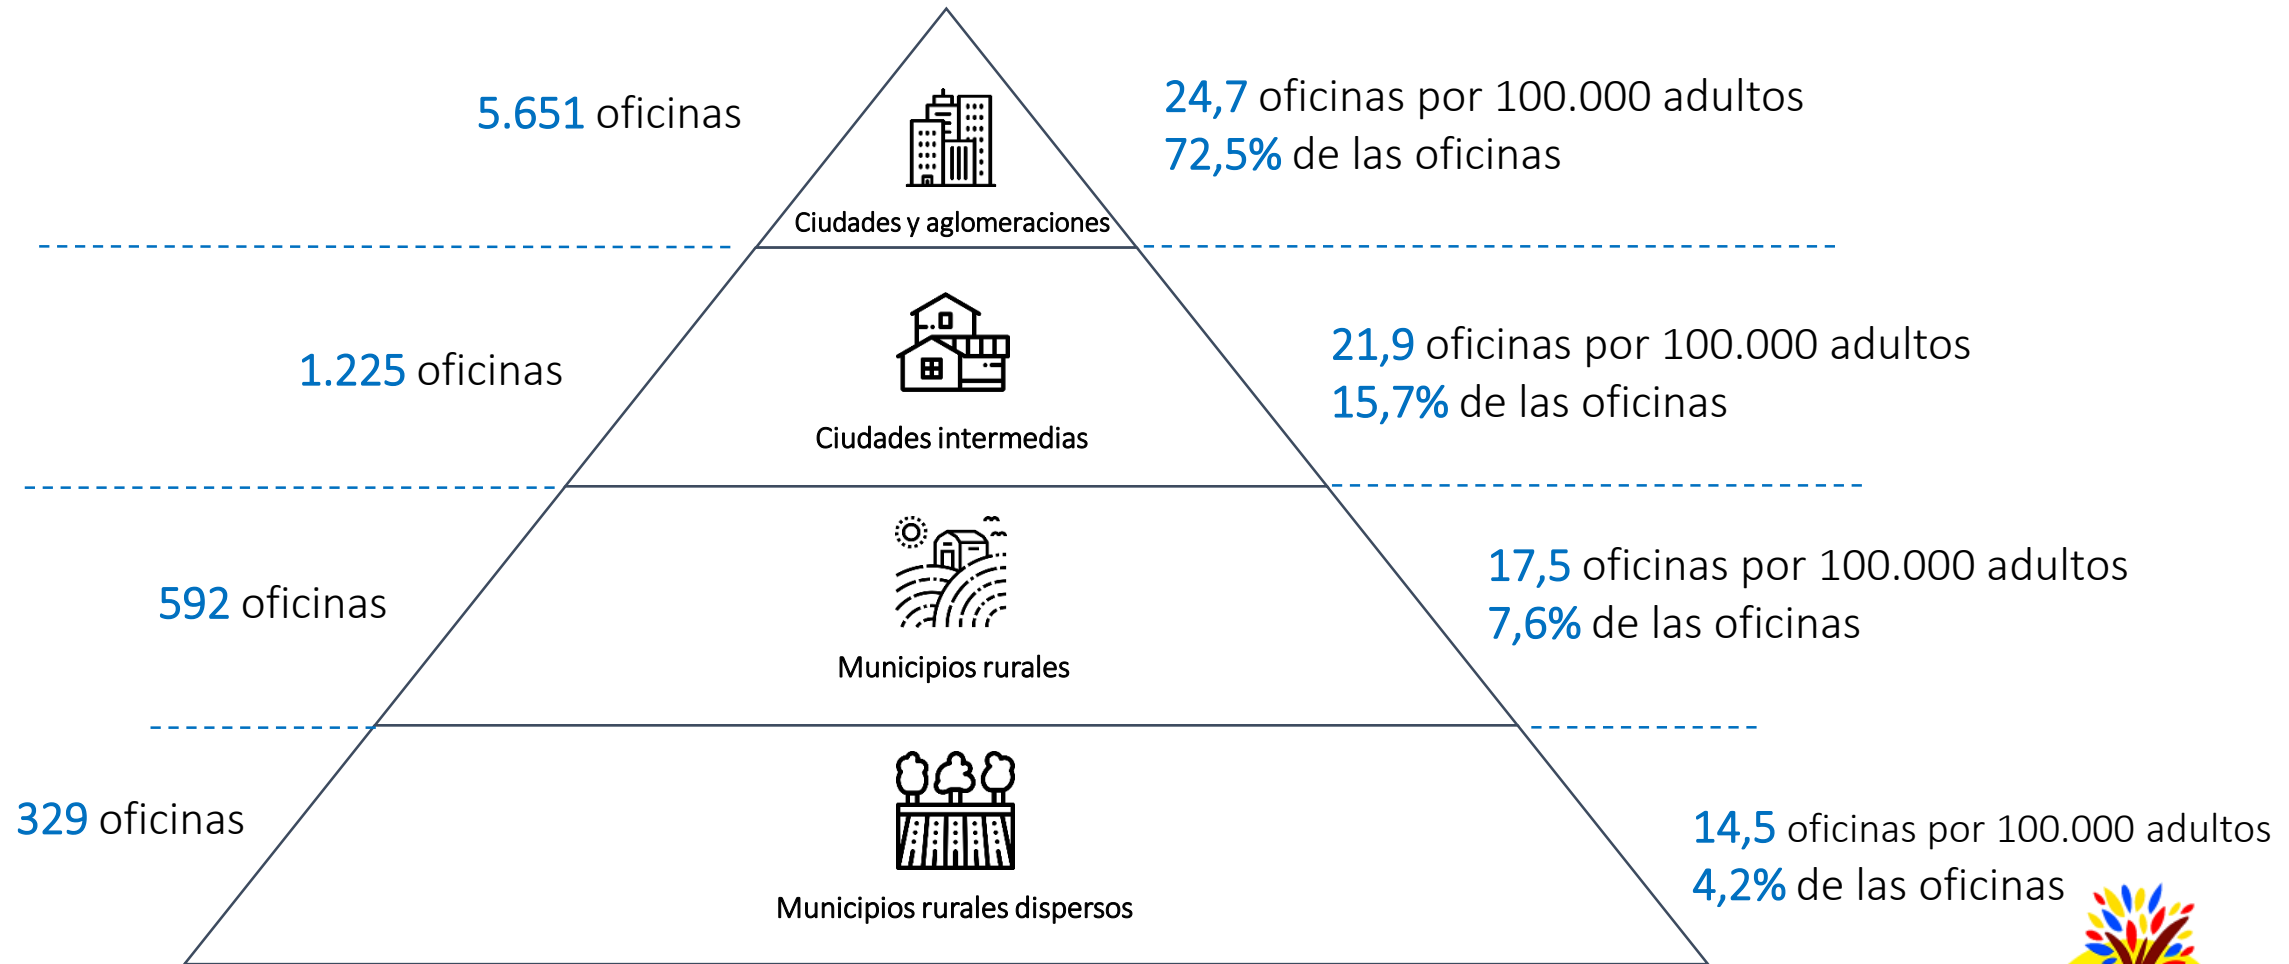 5.651 oficinas
24,7 oficinas por 100.000 adultos
72,5% de las oficinas
Ciudades y aglomeraciones
1.225 oficinas
21,9 oficinas por 100.000 adultos
15,7% de las oficinas
Ciudades intermedias
592 oficinas
17,5 oficinas por 100.000 adultos
7,6% de las oficinas
Municipios rurales
329 oficinas
14,5 oficinas por 100.000 adultos
4,2% de las oficinas
Municipios rurales dispersos